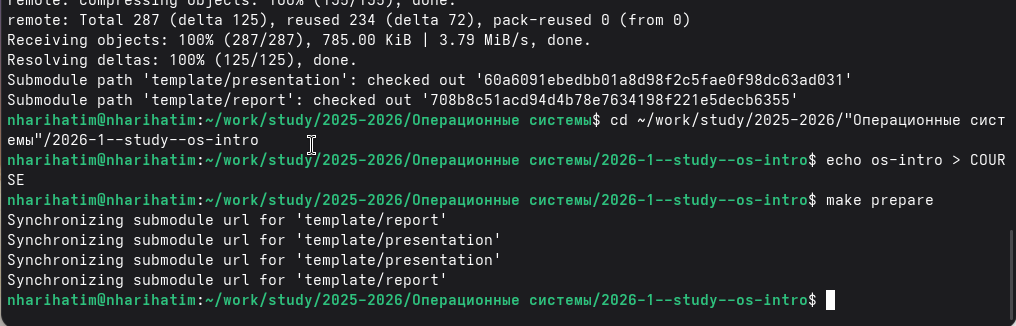 remote: Compressing objects: 100% (155/155), done.
remote: Total 287 (delta 125), reused 234 (delta 72), pack-reused 0 (from 0)
Receiving objects: 100% (287/287), 785.00 KiB | 3.79 MiB/s, done.
Resolving deltas: 100% (125/125), done.
Submodule path 'template/presentation': checked out '60a6091ebedbb01a8d98f2c5fae0f98dc63ad031'
Submodule path 'template/report': checked out '708b8c51acd94d4b78e7634198f221e5decb6355'
nharihatim@nharihatim:~/work/study/2025-2026/Операционные системы$ cd ~/work/study/2025-2026/"Операционные сист
емы"/2026-1--study--os-intro
nharihatim@nharihatim:~/work/study/2025-2026/Операционные системы/2026-1--study--os-intro$ echo os-intro > COUR
SE
nharihatim@nharihatim:~/work/study/2025-2026/Операционные системы/2026-1--study--os-intro$ make prepare
Synchronizing submodule url for 'template/report'
Synchronizing submodule url for 'template/presentation'
Synchronizing submodule url for 'template/presentation'
Synchronizing submodule url for 'template/report'
nharihatim@nharihatim:~/work/study/2025-2026/Операционные системы/2026-1--study--os-intro$